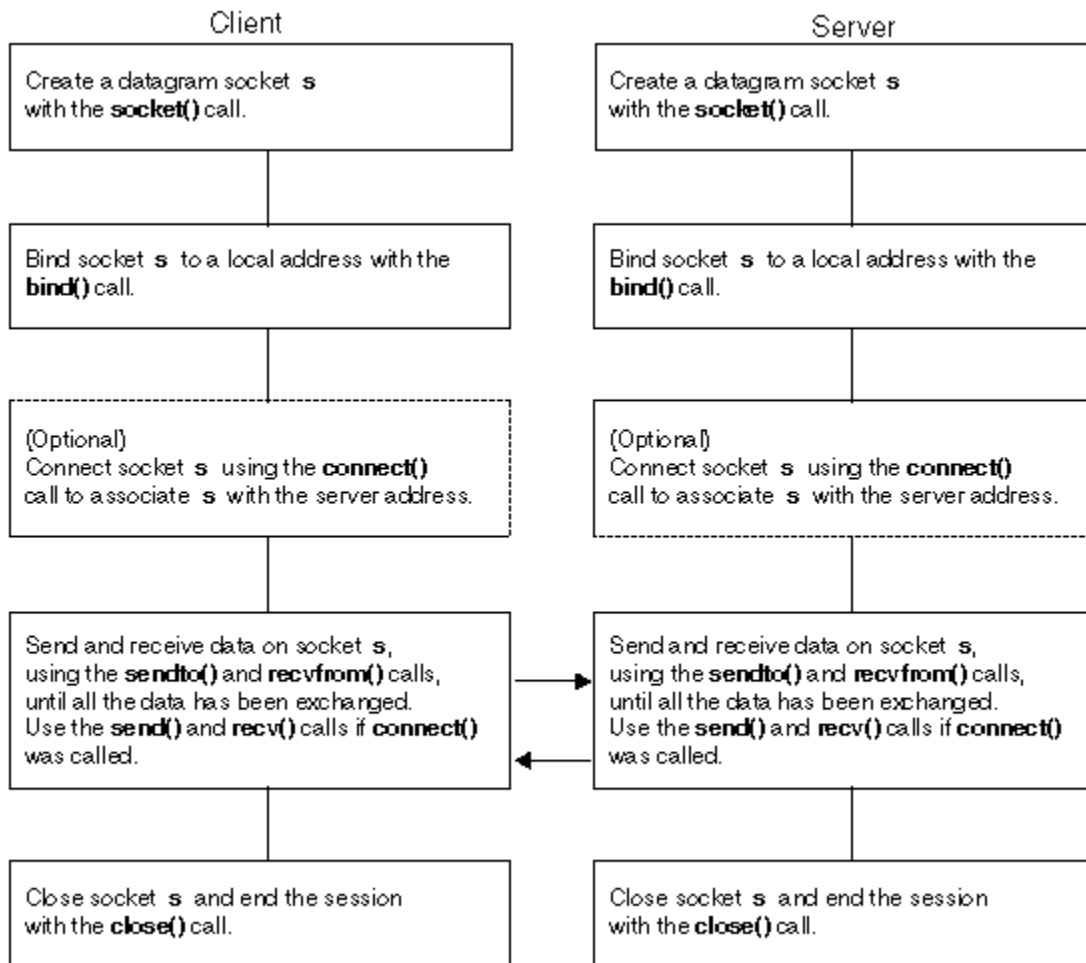 Client
Create a datagram socket s
with the socket() call.
Bind socket s to a local address with the
bind() call.
(Optional)
Connect socket s using the connect()
call to associate s with the server address.
Send and receive data on socket s,
using the sendto() and recvfrom() calls,
until all the data has been exchanged.
Use the send() and recv() calls if connect()
was called.
Close socket s and end the session
with the close() call.
Server
Create a datagram socket s
with the socket() call.
Bind socket s to a local address with the
bind() call.
(Optional)
Connect socket s using the connect()
call to associate s with the server address.
Send and receive data on socket s,
using the sendto() and recvfrom() calls,
until all the data has been exchanged.
Use the send() and recv() calls if connect()
was called.
Close socket s and end the session
with the close() call.